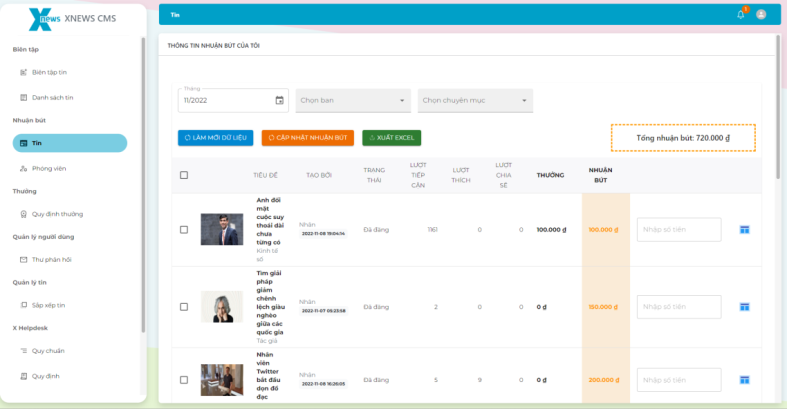 Xnews XNEWS CMS
Tin
1
Biên tập
Biên tập tin
Danh sách tin
Nhuận bút
Tin
Phóng viên
Thưởng
Quy định thưởng
Quản lý người dùng
Thư phản hồi
Quản lý tin
Sắp xếp tin
X Helpdesk
Quy chuẩn
Quy định
THÔNG TIN NHUẬN BÚT CỦA TÔI
Tháng
11/2022
Chọn ban
Chọn chuyên mục
LÀM MỚI DỮ LIỆU
CẬP NHẬT NHUẬN BÚT
XUẤT EXCEL
Tổng nhuận bút: 720.000 ₫
TIÊU ĐỀ
TẠO BỞI
TRẠNG
THÁI
LƯỢT
TIẾP
CẬN
LƯỢT
THÍCH
LƯỢT
CHIA
SẺ
THƯỞNG
NHUẬN
BÚT
Anh đối
mặt
cuộc suy
thoái dài
chưa
từng có
Kinh tế
số
Nhân
2022-11-08 15:04:14
Đã đăng
1161
0
0
100.000 ₫
100.000 ₫
Nhập số tiền
Tìm giải
pháp
giảm
chênh
lệch giàu
nghèo
giữa các
quốc gia
Tác giả
Nhân
2022-11-07 05:23:58
Đã đăng
2
0
0
0 ₫
150.000 ₫
Nhập số tiền
Nhân
viên
Twitter
bắt đầu
dọn đồ
đạc
Nhân
2022-11-08 16:26:05
Đã đăng
5
9
0
0 ₫
200.000 ₫
Nhập số tiền